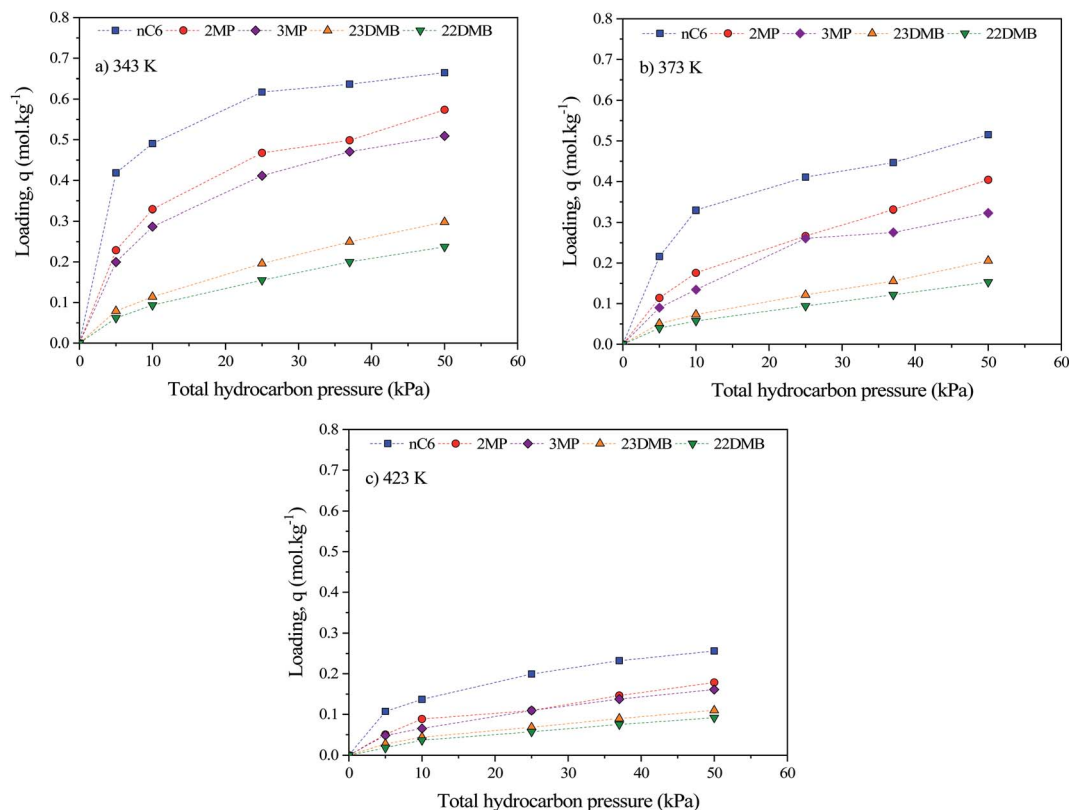 nC6 2MP 3MP 23DMB 22DMB
a) 343 K
Loading, q (mol.kg⁻¹)
0.8
0.7
0.6
0.5
0.4
0.3
0.2
0.1
0.0
0 10 20 30 40 50 60
Total hydrocarbon pressure (kPa)
nC6 2MP 3MP 23DMB 22DMB
b) 373 K
Loading, q (mol.kg⁻¹)
0.8
0.7
0.6
0.5
0.4
0.3
0.2
0.1
0.0
0 10 20 30 40 50 60
Total hydrocarbon pressure (kPa)
nC6 2MP 3MP 23DMB 22DMB
c) 423 K
Loading, q (mol.kg⁻¹)
0.8
0.7
0.6
0.5
0.4
0.3
0.2
0.1
0.0
0 10 20 30 40 50 60
Total hydrocarbon pressure (kPa)